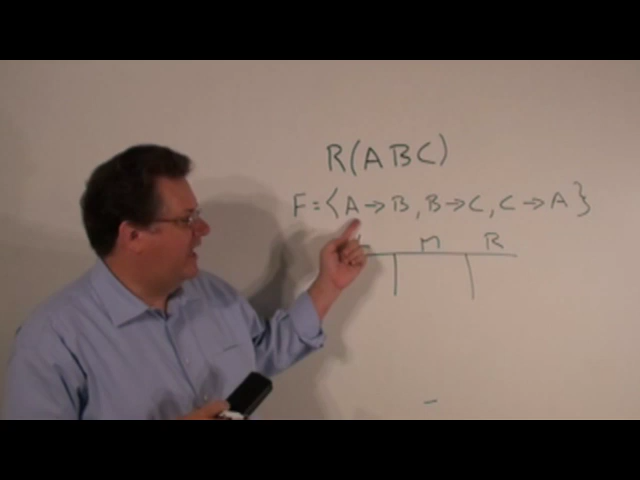 R(ABC)
F={A→B, B→C, C→A}
M R